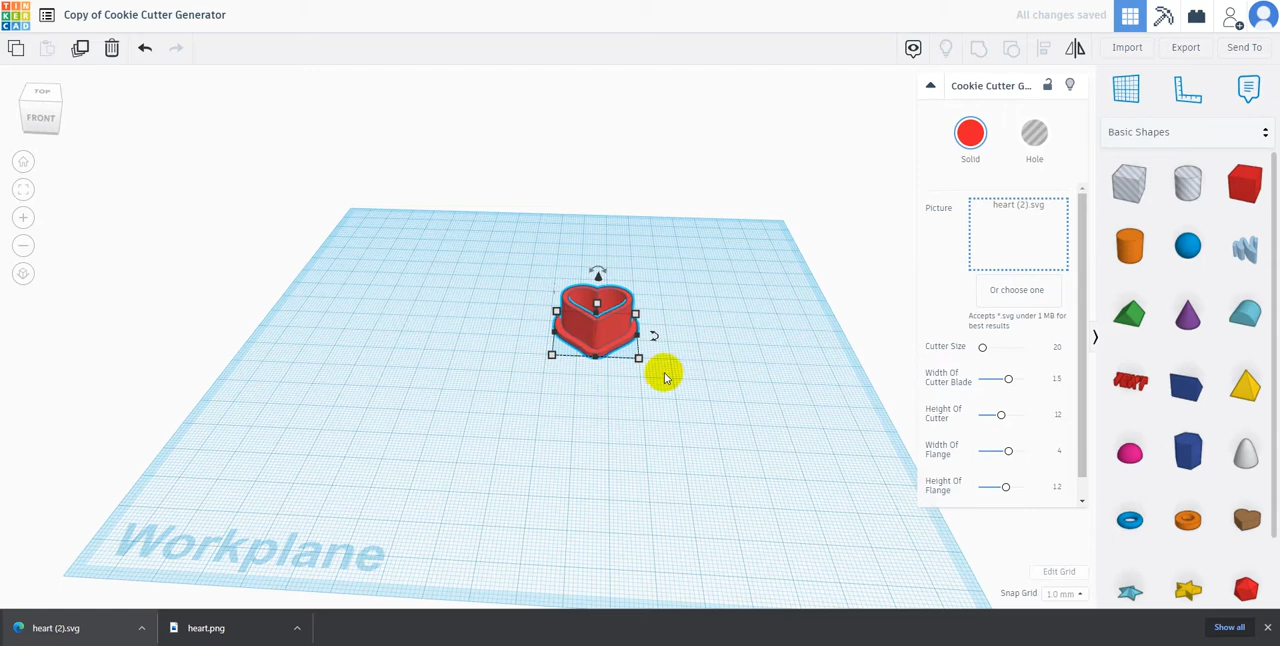 TIN
KER
CAD
Copy of Cookie Cutter Generator
All changes saved
Import
Export
Send To
TOP
FRONT
Cookie Cutter G...
Solid
Hole
Picture
heart (2).svg
Or choose one
Accepts *.svg under 1 MB for
best results
Cutter Size
20
Width Of
Cutter Blade
1.5
Height Of
Cutter
12
Width Of
Flange
4
Height Of
Flange
1.2
Basic Shapes
Workplane
Edit Grid
Snap Grid
1.0 mm
heart (2).svg
heart.png
Show all